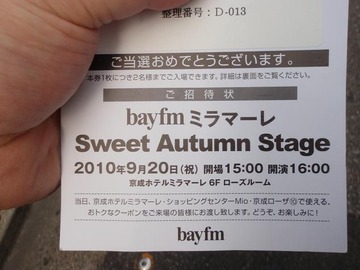 整理番号：D-013
ご当選おめでとうございます。
本券1枚につき2名様までご入場できます。詳細は裏面をご覧ください。
ご招待状
bayfm ミラマーレ
Sweet Autumn Stage
2010年9月20日(祝) 開場15:00 開演16:00
京成ホテルミラマーレ 6F ローズルーム
当日、京成ホテルミラマーレ・ショッピングセンターMio・京成ローザ⑩で使える、
おトクなクーポンをご来場の皆様にお渡し致します。どうぞ、お楽しみに!
bayfm